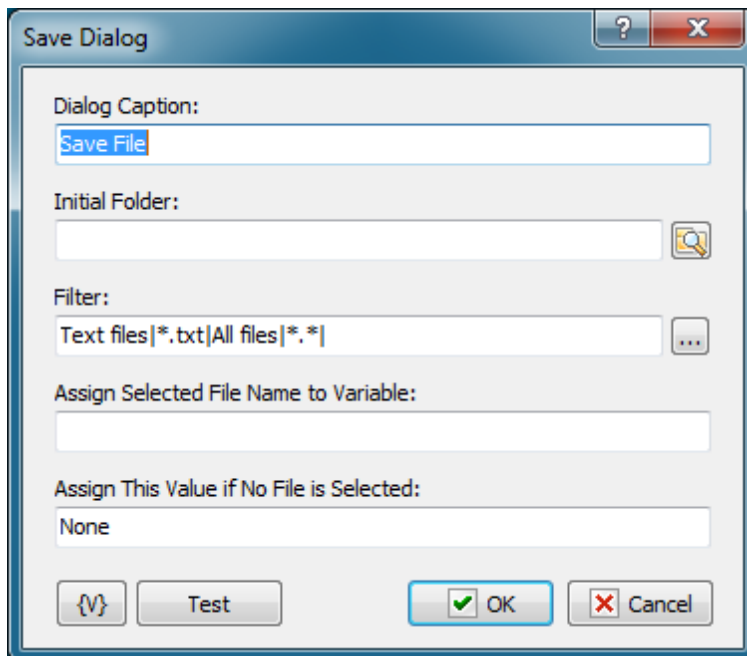 Save Dialog
?
Dialog Caption:
Save File
Initial Folder:
Filter:
Text files|*.txt|All files|*.*|
...
Assign Selected File Name to Variable:
Assign This Value if No File is Selected:
None
{V} Test OK Cancel